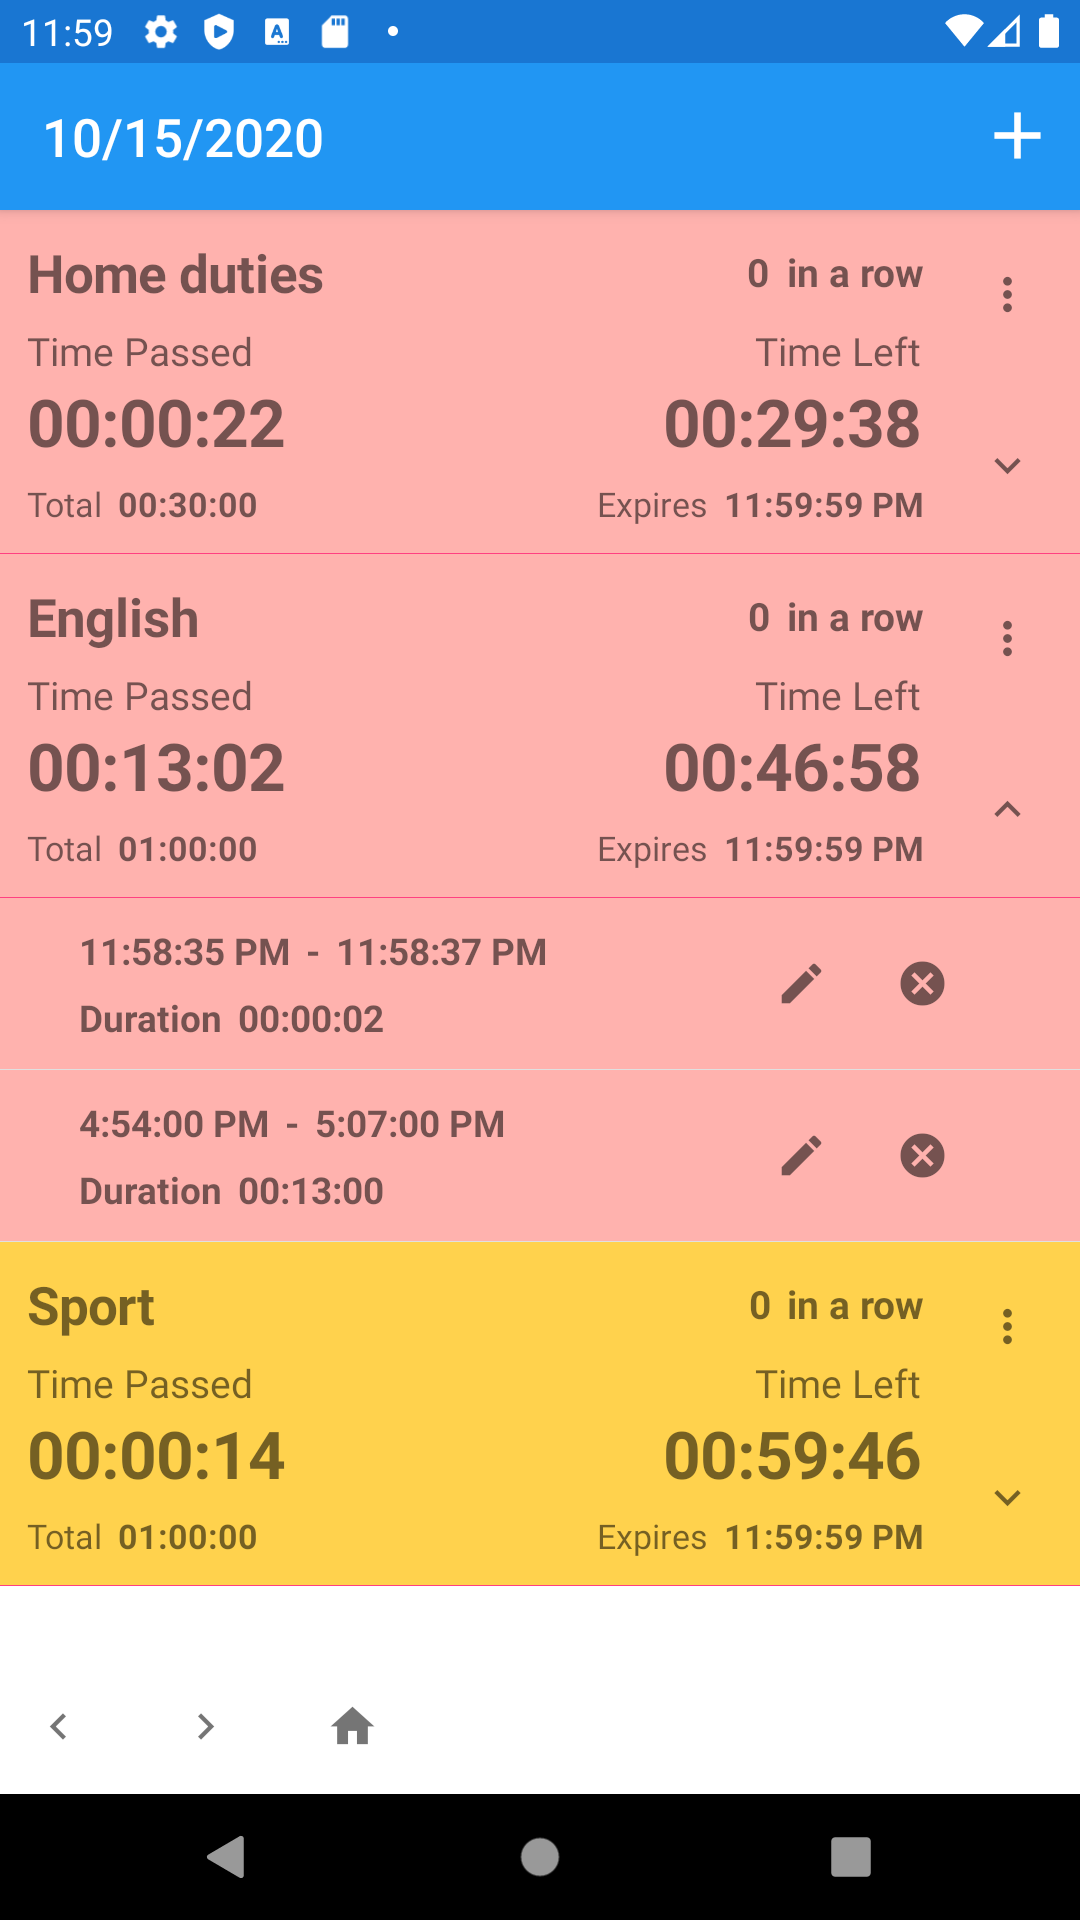 11:59
10/15/2020
Home duties 0 in a row
Time Passed Time Left
00:00:22 00:29:38
Total 00:30:00 Expires 11:59:59 PM
English 0 in a row
Time Passed Time Left
00:13:02 00:46:58
Total 01:00:00 Expires 11:59:59 PM
11:58:35 PM - 11:58:37 PM
Duration 00:00:02
4:54:00 PM - 5:07:00 PM
Duration 00:13:00
Sport 0 in a row
Time Passed Time Left
00:00:14 00:59:46
Total 01:00:00 Expires 11:59:59 PM